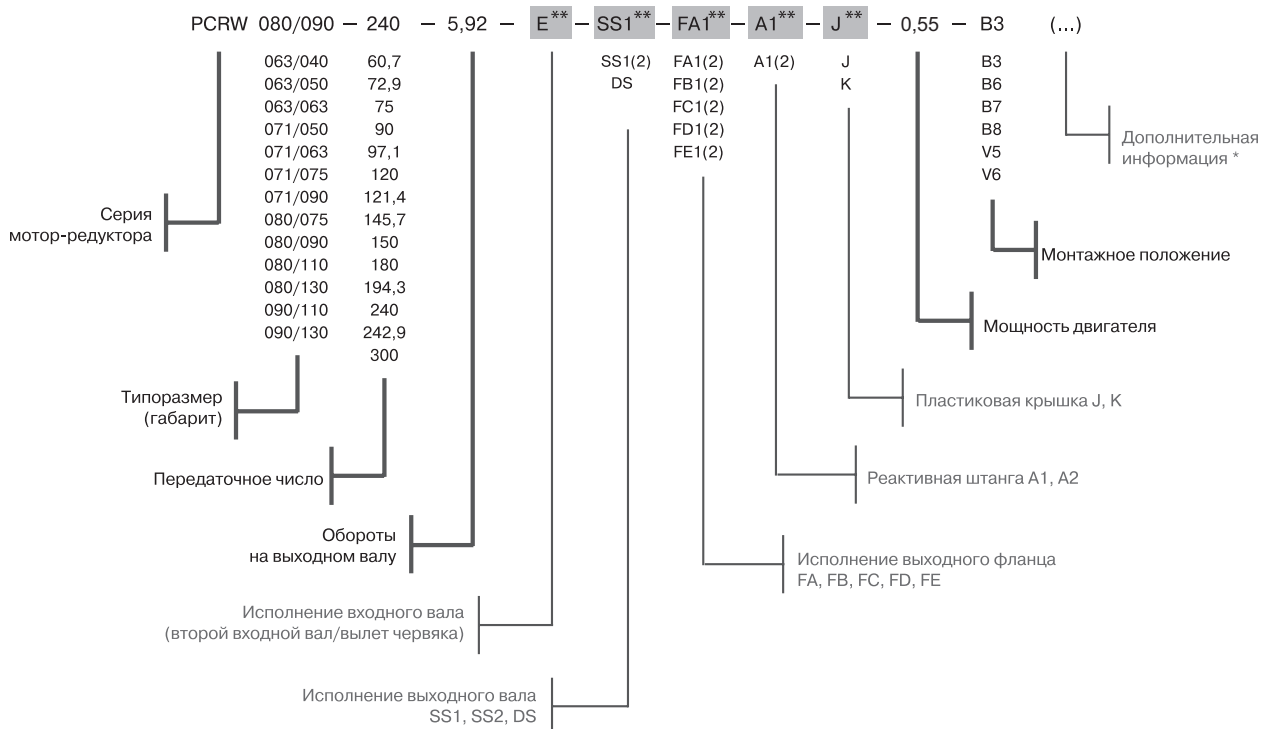 PCRW 080/090 – 240 – 5,92 – E** – SS1** – FA1** – A1** – J** – 0,55 – B3 (...)
063/040 60,7 SS1(2) FA1(2) A1(2) J B3
063/050 72,9 DS FB1(2) K B6
063/063 75 FC1(2) B7
071/050 90 FD1(2) B8
071/063 97,1 FE1(2) V5
071/075 120 V6
071/090 121,4
080/075 145,7
080/090 150
080/110 180
080/130 194,3
090/110 240
090/130 242,9
300
Дополнительная
информация *
Серия
мотор-редуктора
Монтажное положение
Мощность двигателя
Типоразмер
(габарит)
Пластиковая крышка J, K
Передаточное число
Реактивная штанга A1, A2
Обороты
на выходном валу
Исполнение выходного фланца
FA, FB, FC, FD, FE
Исполнение входного вала
(второй входной вал/вылет червяка)
Исполнение выходного вала
SS1, SS2, DS